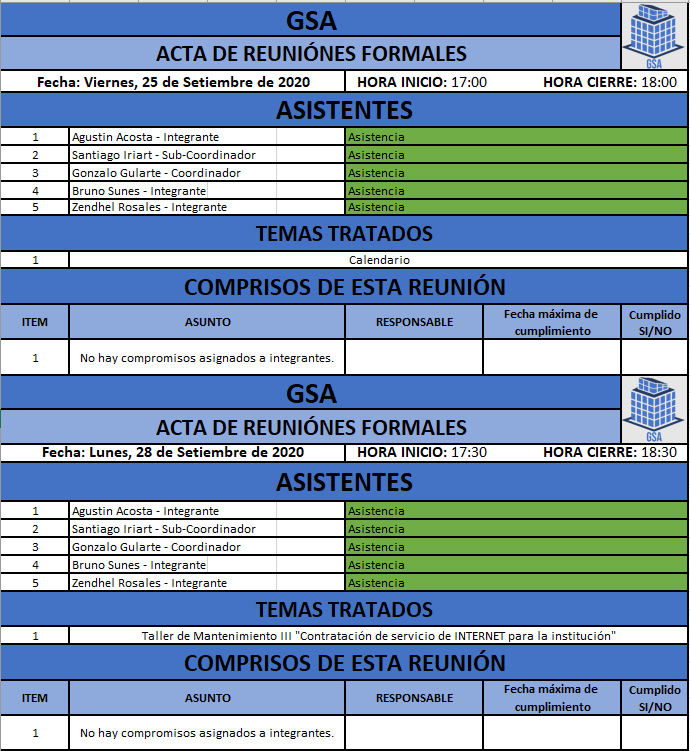 GSA
GSA
ACTA DE REUNIÓNES FORMALES
Fecha: Viernes, 25 de Setiembre de 2020 HORA INICIO: 17:00 HORA CIERRE: 18:00
ASISTENTES
1 Agustin Acosta - Integrante Asistencia
2 Santiago Iriart - Sub-Coordinador Asistencia
3 Gonzalo Gularte - Coordinador Asistencia
4 Bruno Sunes - Integrante Asistencia
5 Zendhel Rosales - Integrante Asistencia
TEMAS TRATADOS
1 Calendario
COMPRISOS DE ESTA REUNIÓN
ITEM ASUNTO RESPONSABLE Fecha máxima de cumplimiento Cumplido SI/NO
1 No hay compromisos asignados a integrantes.
GSA
GSA
ACTA DE REUNIÓNES FORMALES
Fecha: Lunes, 28 de Setiembre de 2020 HORA INICIO: 17:30 HORA CIERRE: 18:30
ASISTENTES
1 Agustin Acosta - Integrante Asistencia
2 Santiago Iriart - Sub-Coordinador Asistencia
3 Gonzalo Gularte - Coordinador Asistencia
4 Bruno Sunes - Integrante Asistencia
5 Zendhel Rosales - Integrante Asistencia
TEMAS TRATADOS
1 Taller de Mantenimiento III "Contratación de servicio de INTERNET para la institución"
COMPRISOS DE ESTA REUNIÓN
ITEM ASUNTO RESPONSABLE Fecha máxima de cumplimiento Cumplido SI/NO
1 No hay compromisos asignados a integrantes.